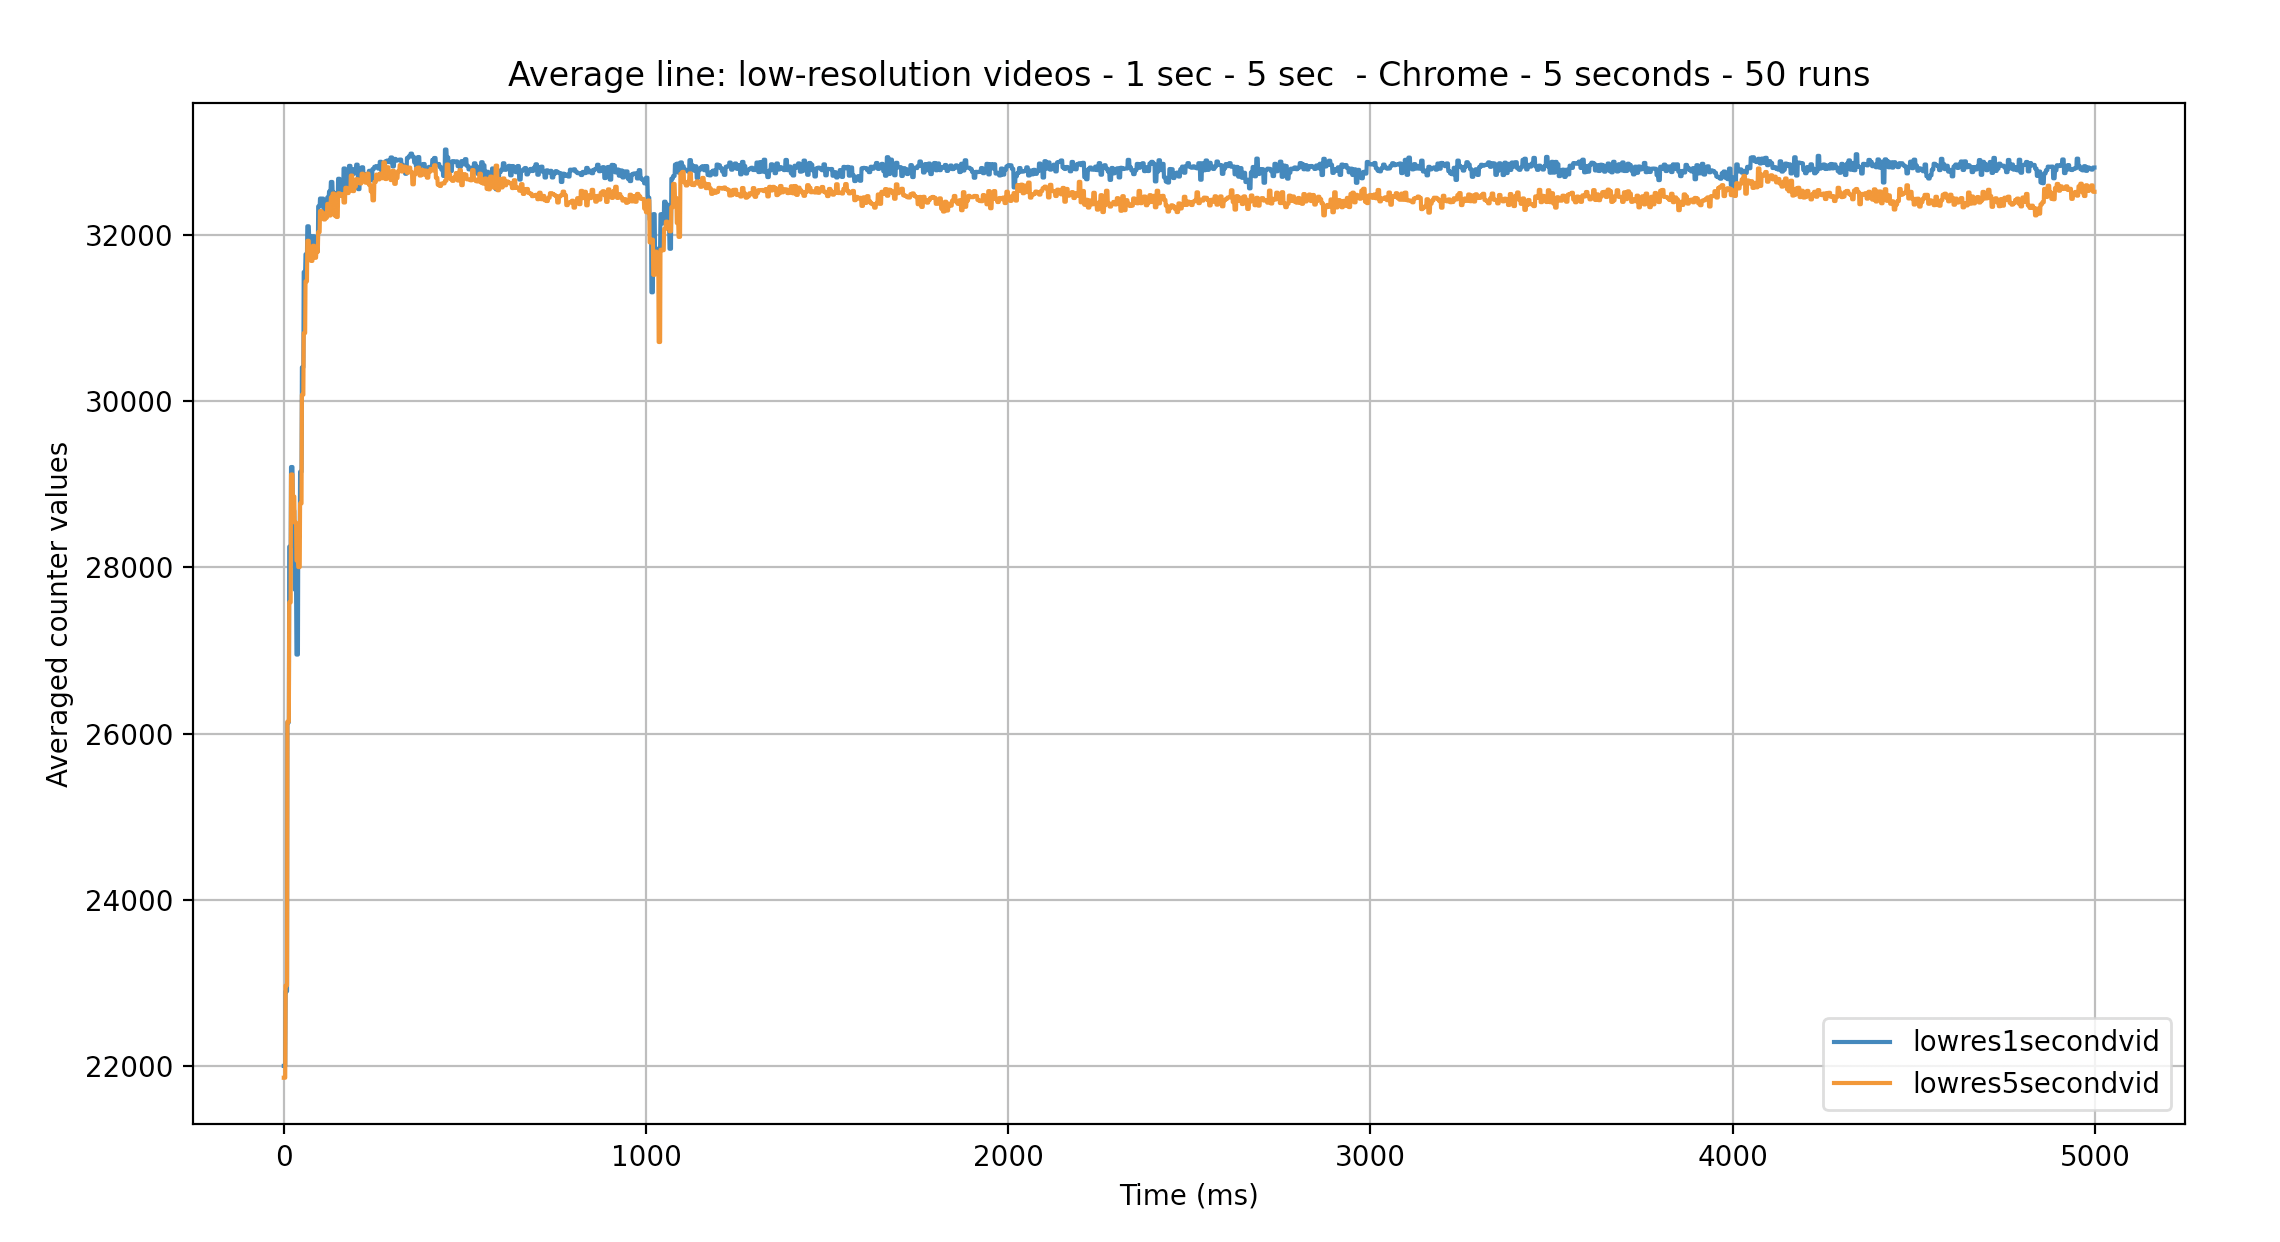 Average line: low-resolution videos - 1 sec - 5 sec  - Chrome - 5 seconds - 50 runs
Averaged counter values
32000
30000
28000
26000
24000
22000
0 1000 2000 3000 4000 5000
Time (ms)
lowres1secondvid
lowres5secondvid